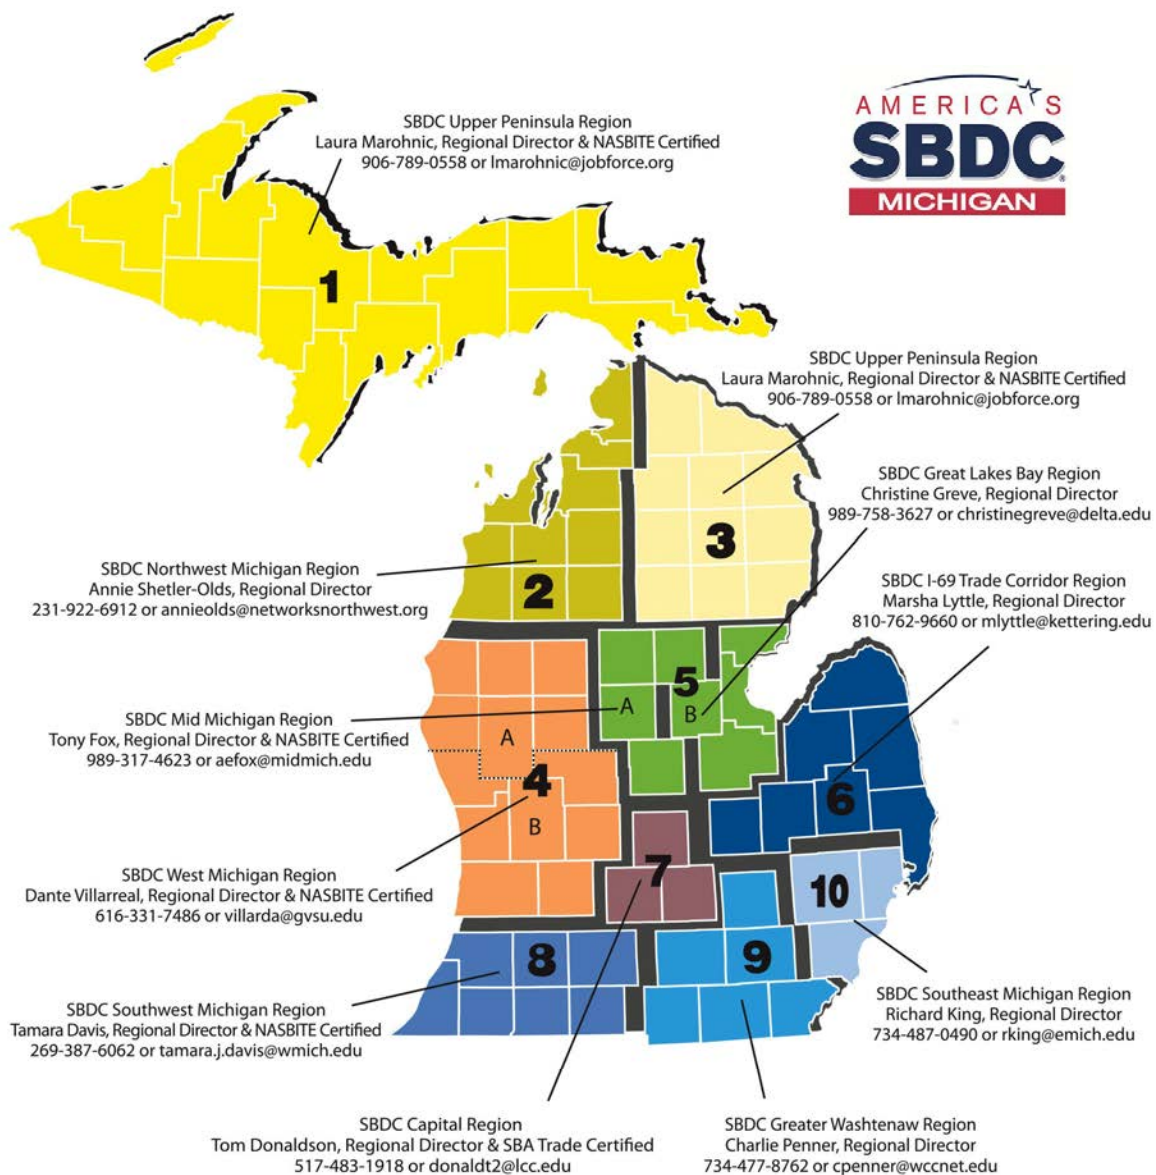 AMERICA'S
SBDC
MICHIGAN
SBDC Upper Peninsula Region
Laura Marohnic, Regional Director & NASBITE Certified
906-789-0558 or lmarohnic@jobforce.org
1
SBDC Upper Peninsula Region
Laura Marohnic, Regional Director & NASBITE Certified
906-789-0558 or lmarohnic@jobforce.org
SBDC Great Lakes Bay Region
Christine Greve, Regional Director
989-758-3627 or christinegreve@delta.edu
3
SBDC Northwest Michigan Region
Annie Shetler-Olds, Regional Director
231-922-6912 or annieolds@networksnorthwest.org
2
SBDC I-69 Trade Corridor Region
Marsha Lyttle, Regional Director
810-762-9660 or mlyttle@kettering.edu
5
A
B
SBDC Mid Michigan Region
Tony Fox, Regional Director & NASBITE Certified
989-317-4623 or aefox@midmich.edu
A
4
B
6
7
SBDC West Michigan Region
Dante Villarreal, Regional Director & NASBITE Certified
616-331-7486 or villarda@gvsu.edu
10
8
9
SBDC Southwest Michigan Region
Tamara Davis, Regional Director & NASBITE Certified
269-387-6062 or tamara.j.davis@wmich.edu
SBDC Southeast Michigan Region
Richard King, Regional Director
734-487-0490 or rking@emich.edu
SBDC Capital Region
Tom Donaldson, Regional Director & SBA Trade Certified
517-483-1918 or donaldt2@lcc.edu
SBDC Greater Washtenaw Region
Charlie Penner, Regional Director
734-477-8762 or cpenner@wccnet.edu